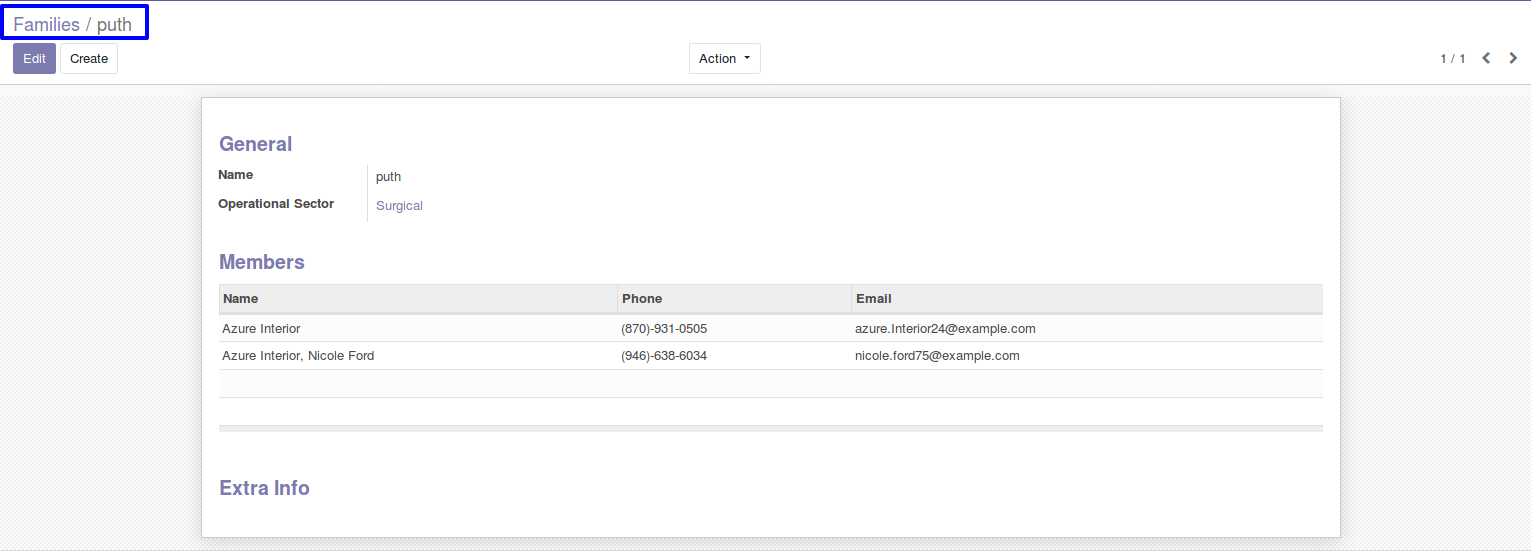 Families / puth
Edit Create Action 1 / 1
General
Name puth
Operational Sector Surgical
Members
Name Phone Email
Azure Interior (870)-931-0505 azure.Interior24@example.com
Azure Interior, Nicole Ford (946)-638-6034 nicole.ford75@example.com
Extra Info